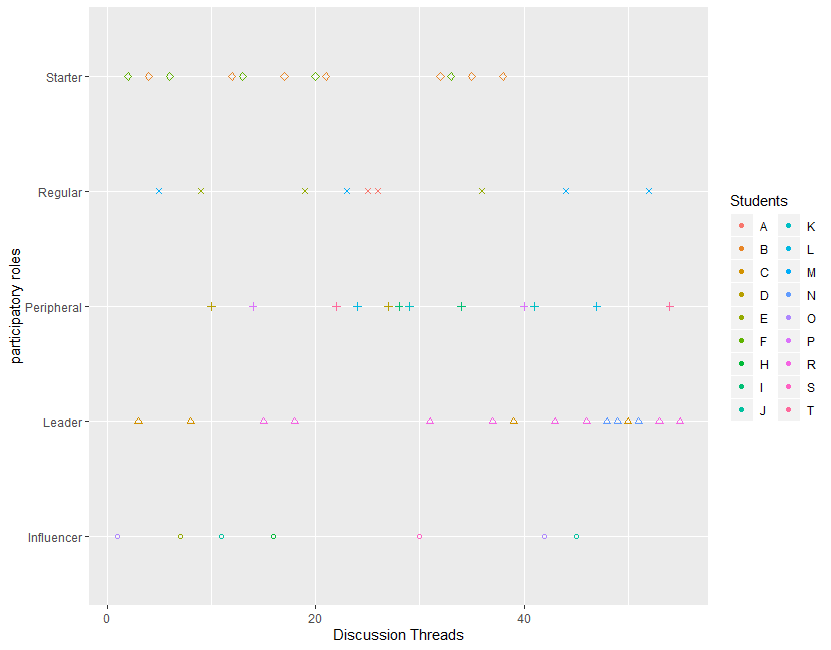 Starter
Regular
Peripheral
Leader
Influencer
participatory roles
0 20 40
Discussion Threads
Students
A K
B L
C M
D N
E O
F P
H R
I S
J T